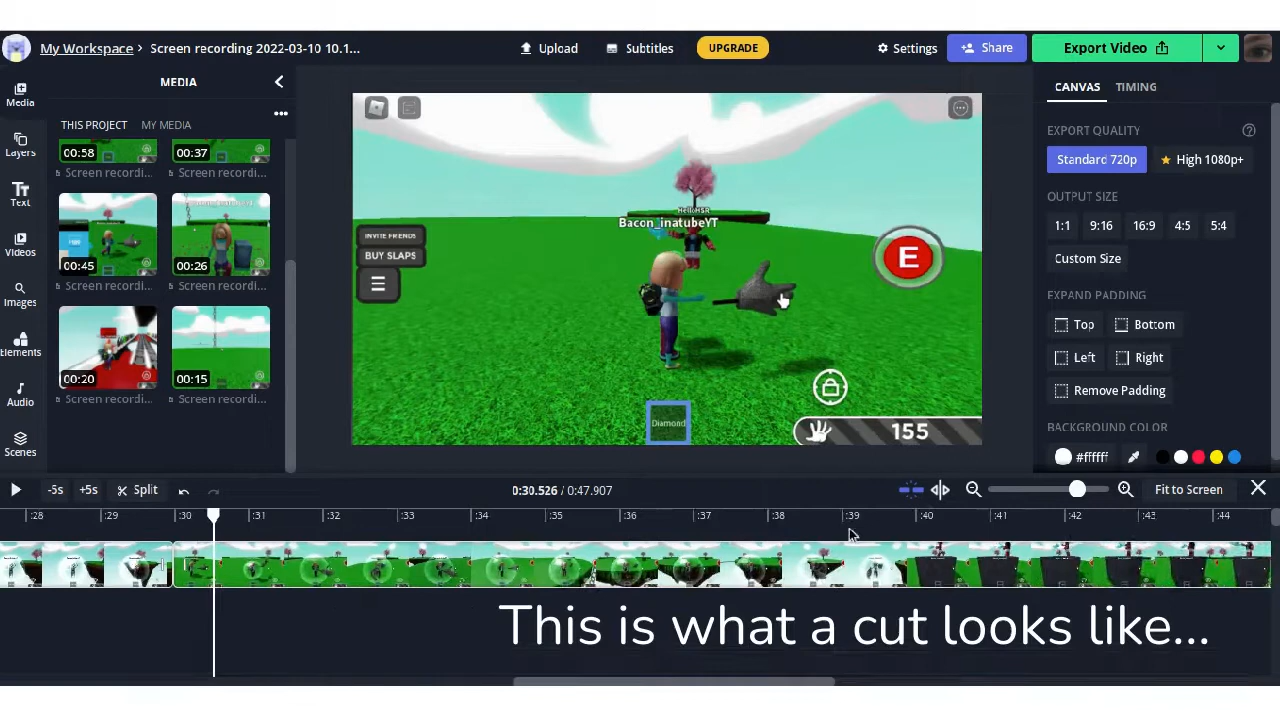 My Workspace › Screen recording 2022-03-10 10.1...
Upload
Subtitles
UPGRADE
Settings
Share
Export Video
MEDIA
Media
Layers
Text
Videos
Images
Elements
Audio
Scenes
THIS PROJECT
MY MEDIA
00:58
00:37
Screen recordi...
Screen recordi...
00:45
00:26
Screen recordi...
Screen recordi...
00:20
00:15
Screen recordi...
Screen recordi...
HelloHSR
Bacon_inatubeYT
INVITE FRIENDS
BUY SLAPS
E
Diamond
155
CANVAS
TIMING
EXPORT QUALITY
Standard 720p
High 1080p+
OUTPUT SIZE
1:1 9:16 16:9 4:5 5:4
Custom Size
EXPAND PADDING
Top
Bottom
Left
Right
Remove Padding
BACKGROUND COLOR
#ffffff
-5s
+5s
Split
0:30.526 / 0:47.907
Fit to Screen
:28 :29 :30 :31 :32 :33 :34 :35 :36 :37 :38 :39 :40 :41 :42 :43 :44
This is what a cut looks like...